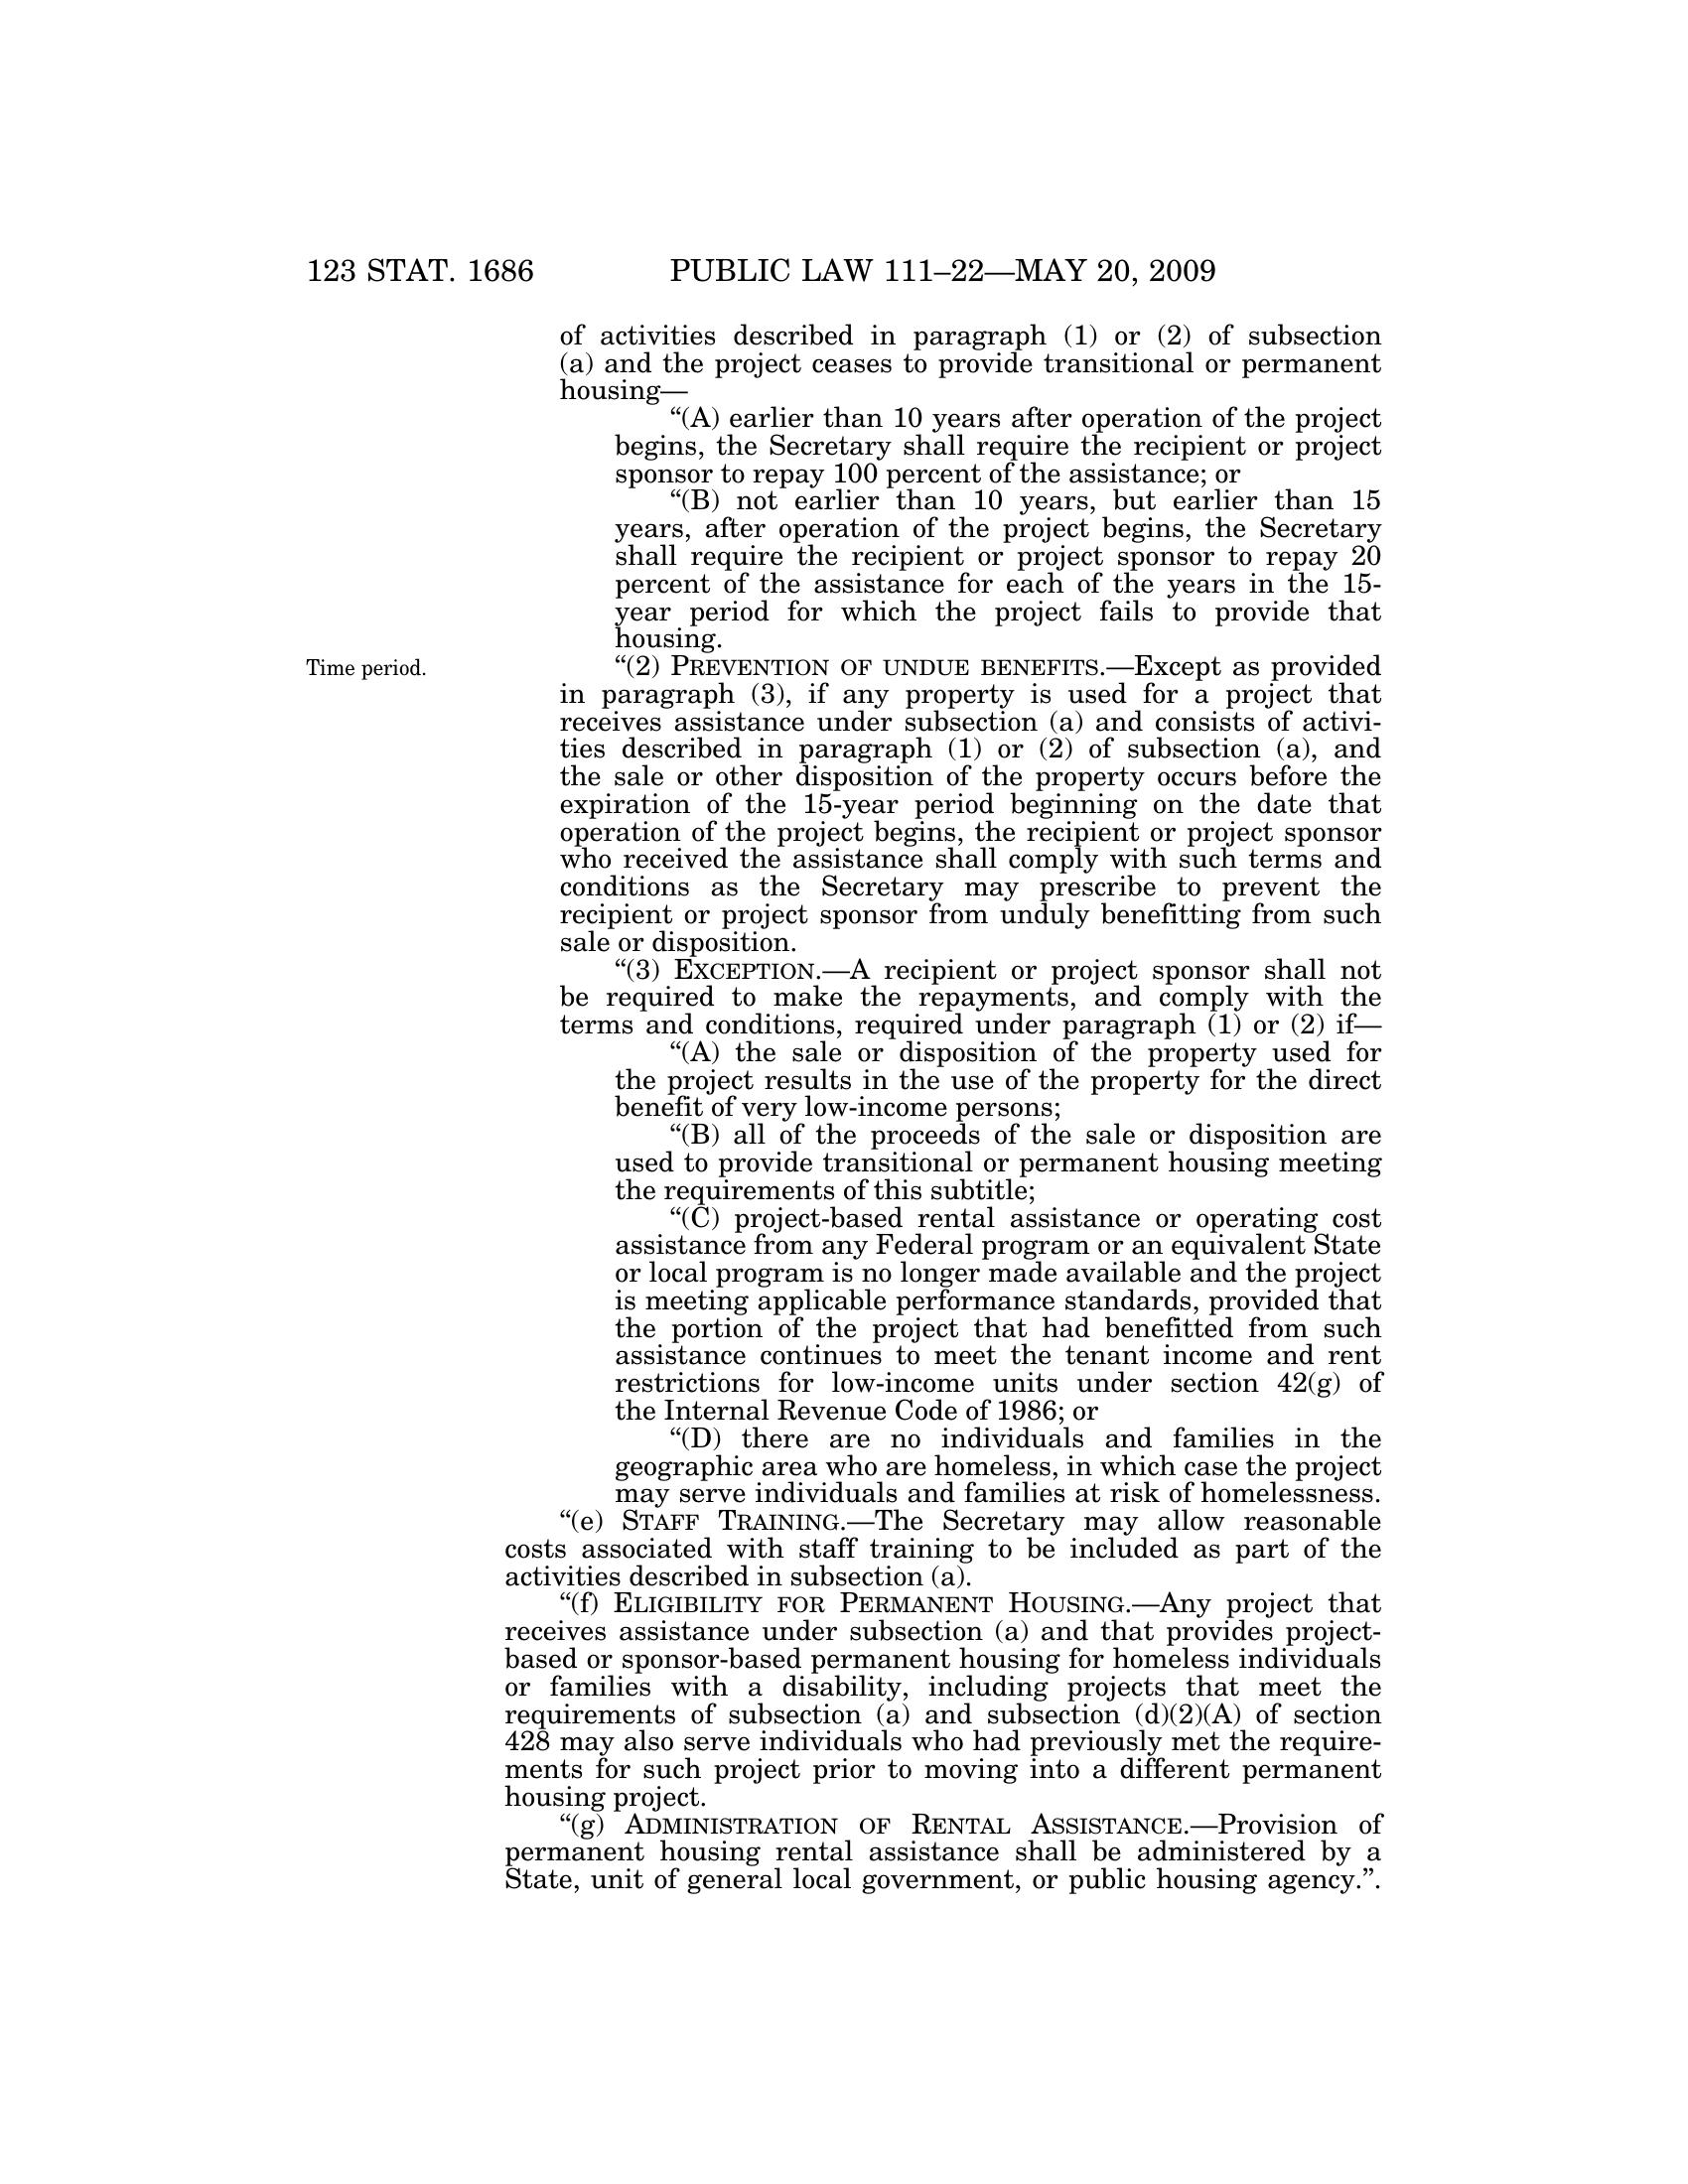 123 STAT. 1686
PUBLIC LAW 111–22—MAY 20, 2009
of activities described in paragraph (1) or (2) of subsection
(a) and the project ceases to provide transitional or permanent
housing—
“(A) earlier than 10 years after operation of the project
begins, the Secretary shall require the recipient or project
sponsor to repay 100 percent of the assistance; or
“(B) not earlier than 10 years, but earlier than 15
years, after operation of the project begins, the Secretary
shall require the recipient or project sponsor to repay 20
percent of the assistance for each of the years in the 15-
year period for which the project fails to provide that
housing.
Time period.
“(2) PREVENTION OF UNDUE BENEFITS.—Except as provided
in paragraph (3), if any property is used for a project that
receives assistance under subsection (a) and consists of activi-
ties described in paragraph (1) or (2) of subsection (a), and
the sale or other disposition of the property occurs before the
expiration of the 15-year period beginning on the date that
operation of the project begins, the recipient or project sponsor
who received the assistance shall comply with such terms and
conditions as the Secretary may prescribe to prevent the
recipient or project sponsor from unduly benefitting from such
sale or disposition.
“(3) EXCEPTION.—A recipient or project sponsor shall not
be required to make the repayments, and comply with the
terms and conditions, required under paragraph (1) or (2) if—
“(A) the sale or disposition of the property used for
the project results in the use of the property for the direct
benefit of very low-income persons;
“(B) all of the proceeds of the sale or disposition are
used to provide transitional or permanent housing meeting
the requirements of this subtitle;
“(C) project-based rental assistance or operating cost
assistance from any Federal program or an equivalent State
or local program is no longer made available and the project
is meeting applicable performance standards, provided that
the portion of the project that had benefitted from such
assistance continues to meet the tenant income and rent
restrictions for low-income units under section 42(g) of
the Internal Revenue Code of 1986; or
“(D) there are no individuals and families in the
geographic area who are homeless, in which case the project
may serve individuals and families at risk of homelessness.
“(e) STAFF TRAINING.—The Secretary may allow reasonable
costs associated with staff training to be included as part of the
activities described in subsection (a).
“(f) ELIGIBILITY FOR PERMANENT HOUSING.—Any project that
receives assistance under subsection (a) and that provides project-
based or sponsor-based permanent housing for homeless individuals
or families with a disability, including projects that meet the
requirements of subsection (a) and subsection (d)(2)(A) of section
428 may also serve individuals who had previously met the require-
ments for such project prior to moving into a different permanent
housing project.
“(g) ADMINISTRATION OF RENTAL ASSISTANCE.—Provision of
permanent housing rental assistance shall be administered by a
State, unit of general local government, or public housing agency.”.